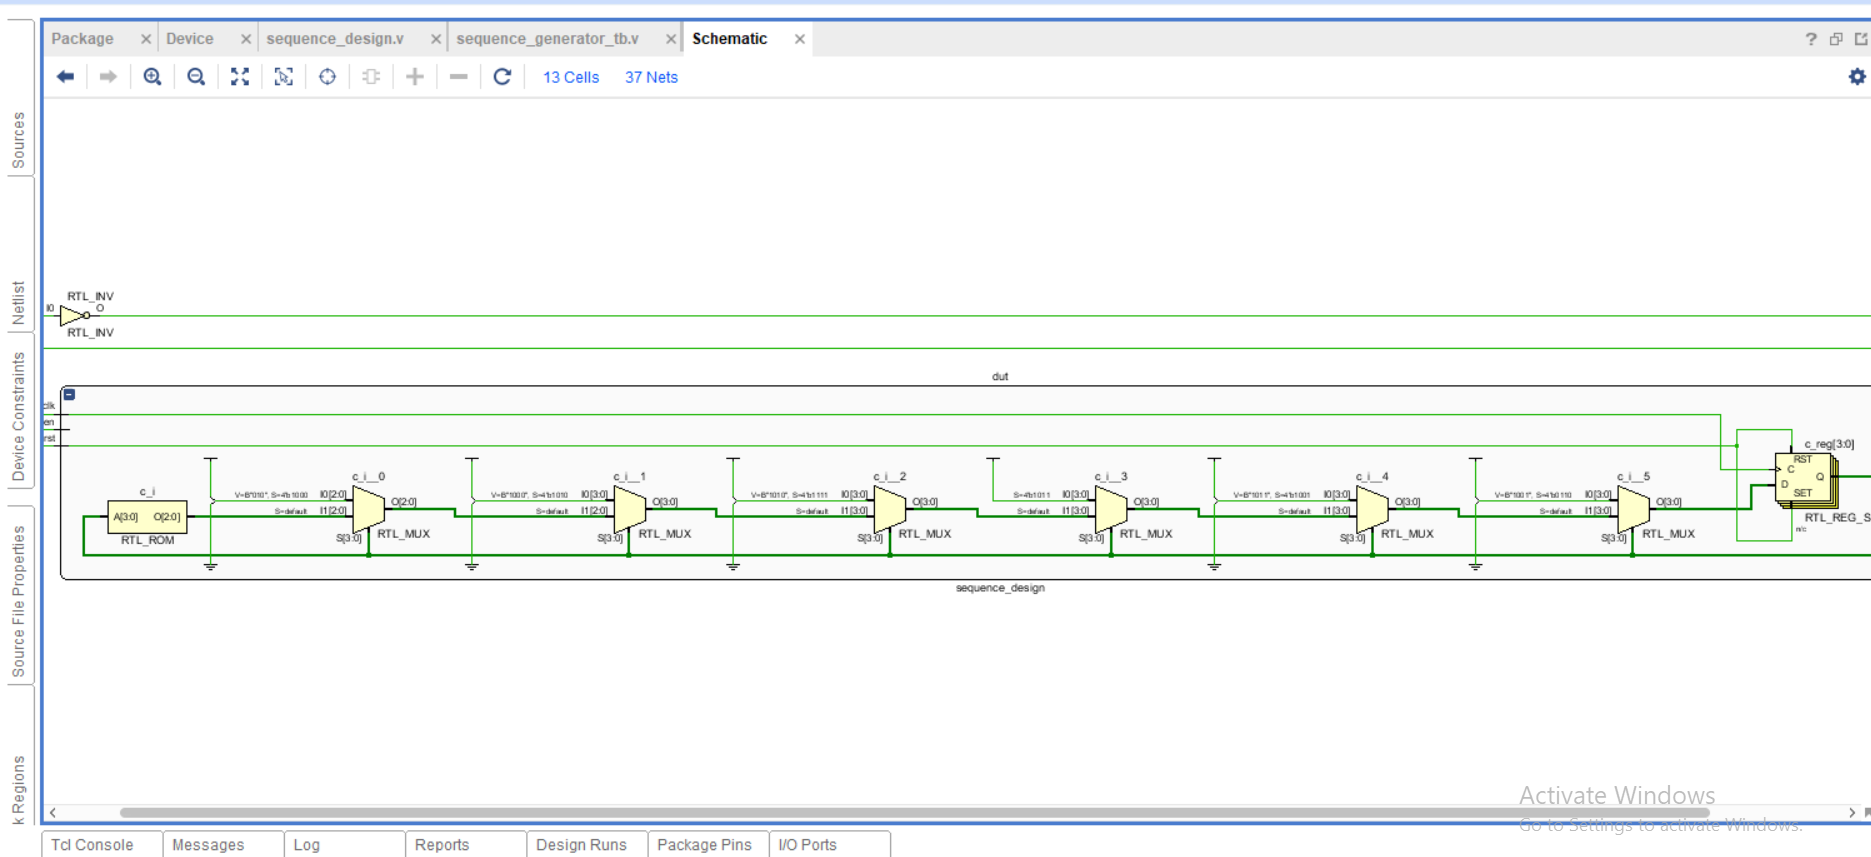 Package
Device
sequence_design.v
sequence_generator_tb.v
Schematic
13 Cells
37 Nets
Sources
Netlist
Device Constraints
Source File Properties
k Regions
RTL_INV
I0
O
RTL_INV
dut
clk
en
rst
c_i
A[3:0]
O[2:0]
RTL_ROM
c_i__0
V=B"010", S=4'b1000
I0[2:0]
S=default
I1[2:0]
O[2:0]
S[3:0]
RTL_MUX
c_i__1
V=B"1000", S=4'b1010
I0[3:0]
S=default
I1[2:0]
O[3:0]
S[3:0]
RTL_MUX
c_i__2
V=B"1010", S=4'b1111
I0[3:0]
S=default
I1[3:0]
O[3:0]
S[3:0]
RTL_MUX
c_i__3
S=4'b1011
I0[3:0]
S=default
I1[3:0]
O[3:0]
S[3:0]
RTL_MUX
c_i__4
V=B"1011", S=4'b1001
I0[3:0]
S=default
I1[3:0]
O[3:0]
S[3:0]
RTL_MUX
c_i__5
V=B"1001", S=4'b0110
I0[3:0]
S=default
I1[3:0]
O[3:0]
S[3:0]
RTL_MUX
c_reg[3:0]
RST
C
Q
D
SET
RTL_REG_S
n/c
sequence_design
Activate Windows
Go to Settings to activate Windows.
Tcl Console
Messages
Log
Reports
Design Runs
Package Pins
I/O Ports